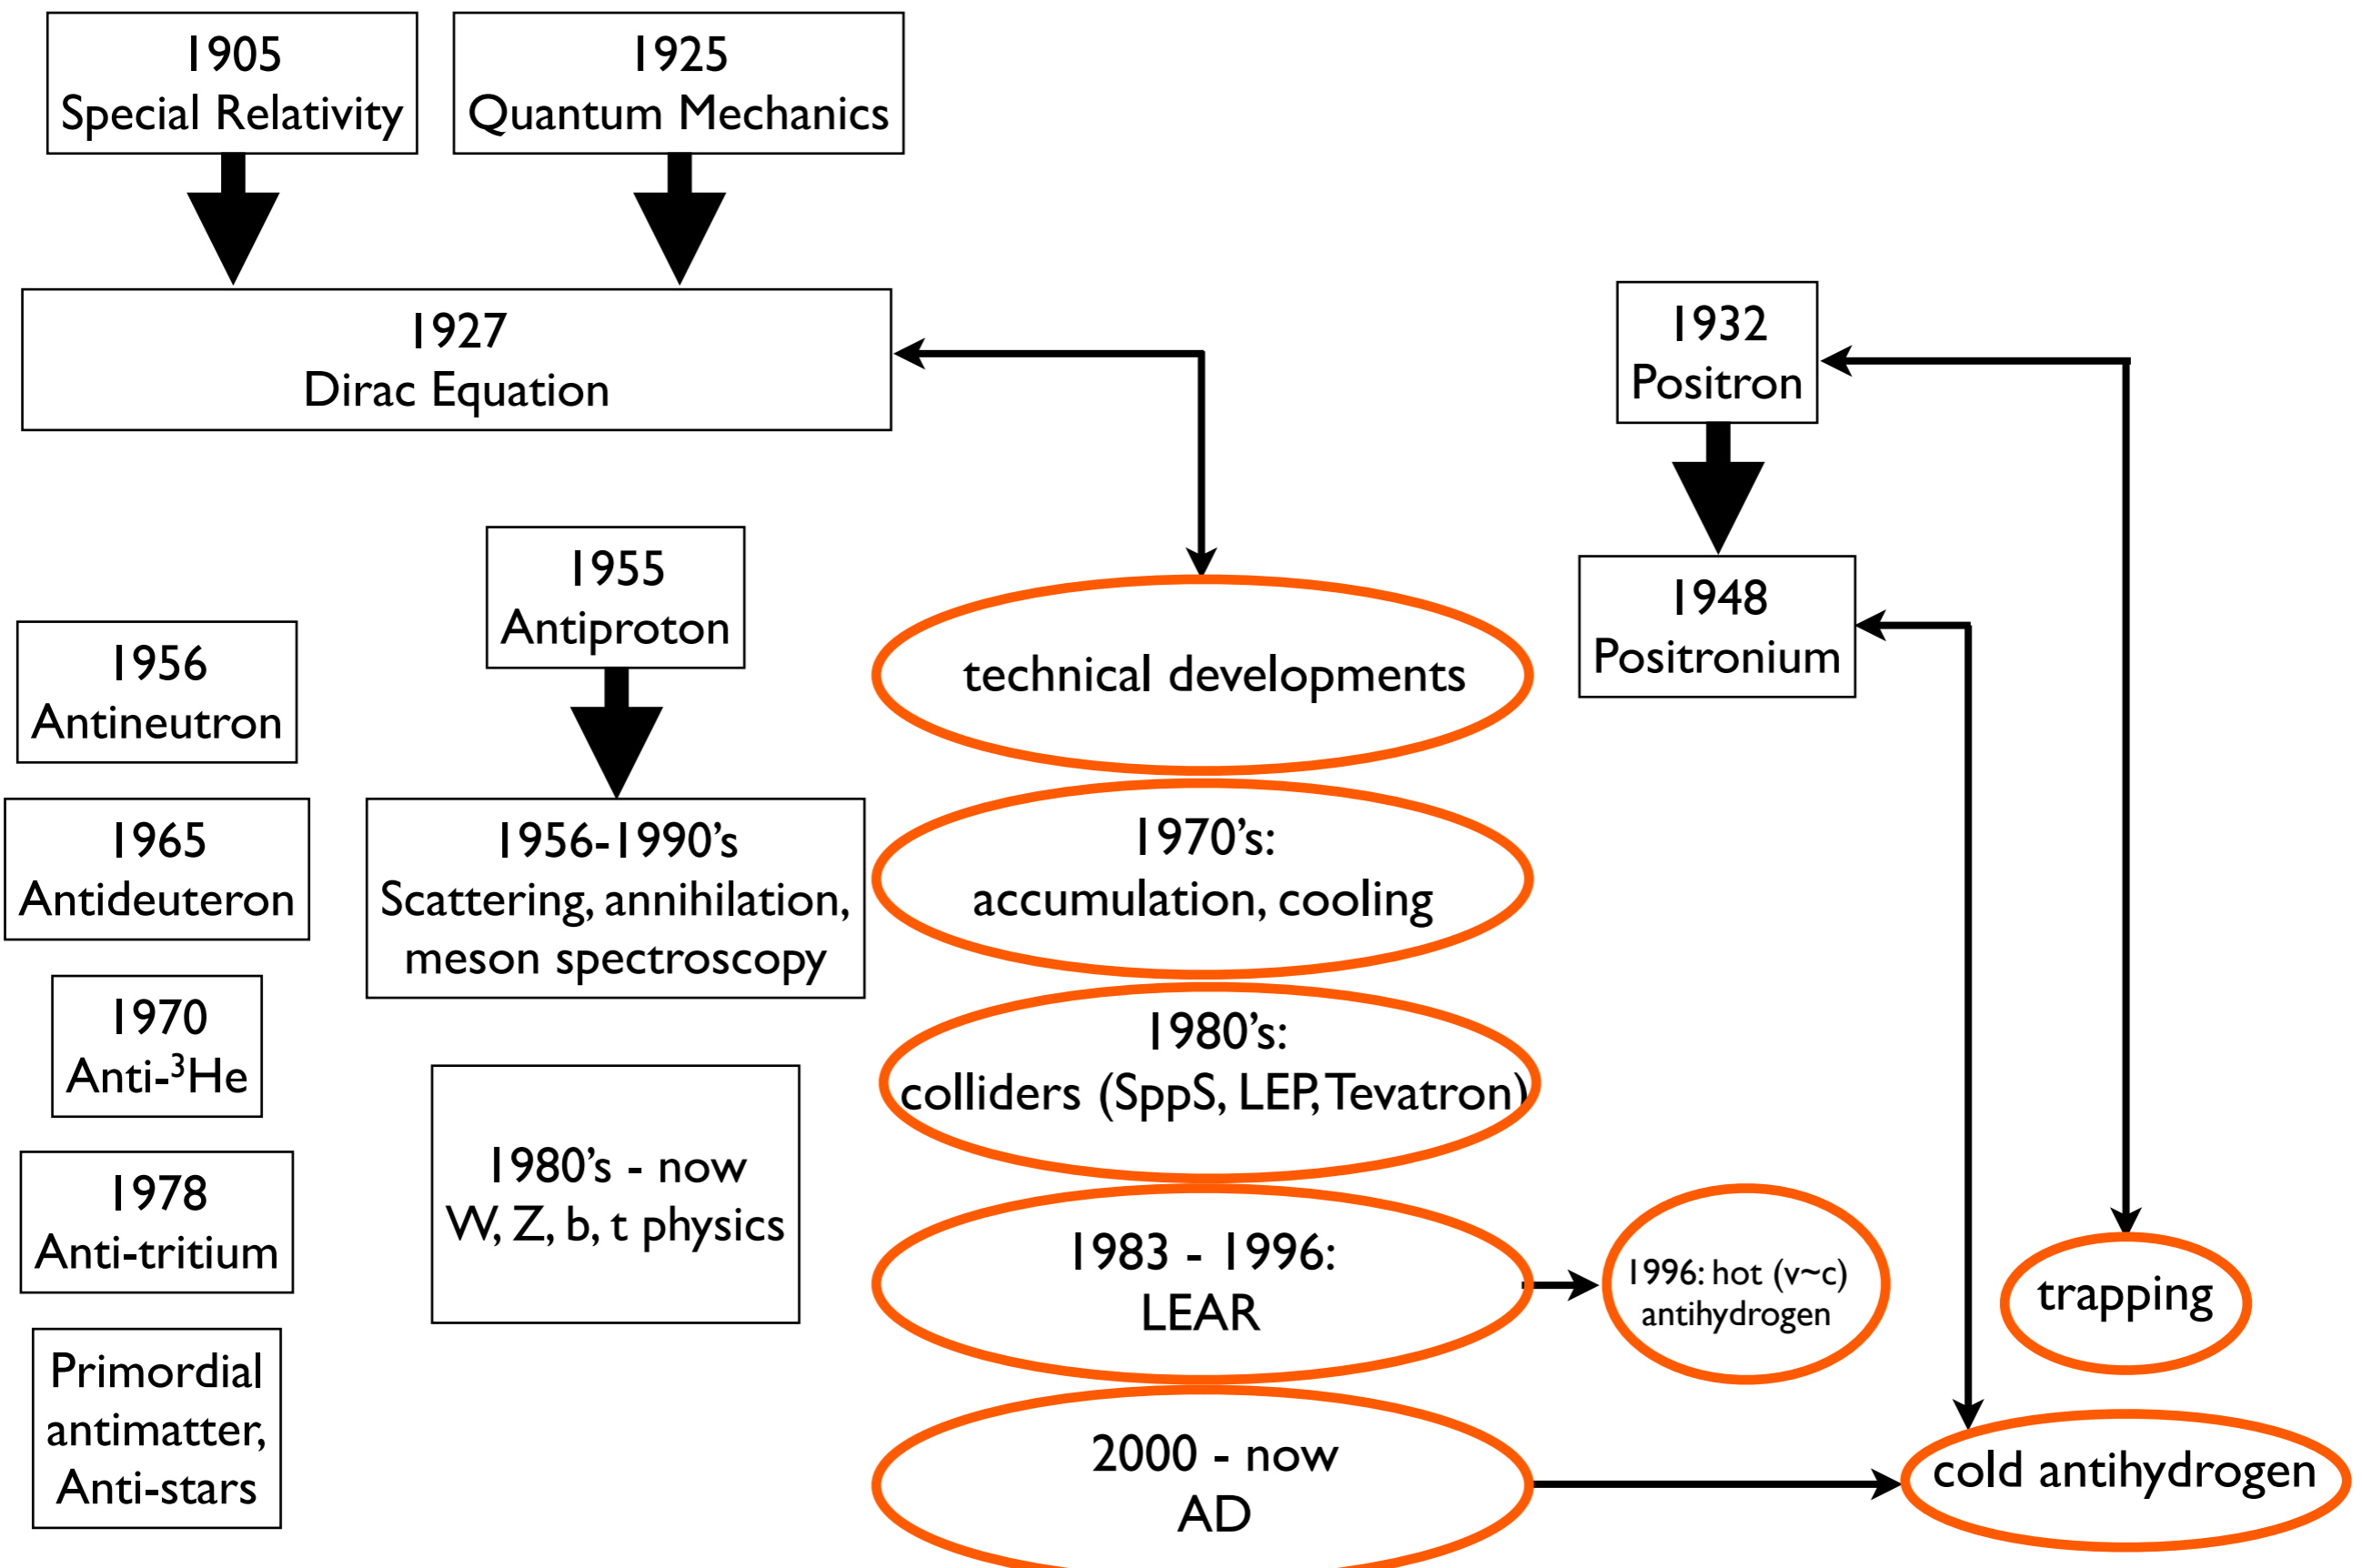 1905
Special Relativity
1925
Quantum Mechanics
1927
Dirac Equation
1932
Positron
1948
Positronium
1955
Antiproton
1956
Antineutron
1965
Antideuteron
1970
Anti-³He
1978
Anti-tritium
Primordial
antimatter,
Anti-stars
1956-1990’s
Scattering, annihilation,
meson spectroscopy
1980’s - now
W, Z, b, t physics
technical developments
1970’s:
accumulation, cooling
1980’s:
colliders (SppS, LEP, Tevatron)
1983 - 1996:
LEAR
2000 - now
AD
1996: hot (v~c)
antihydrogen
trapping
cold antihydrogen